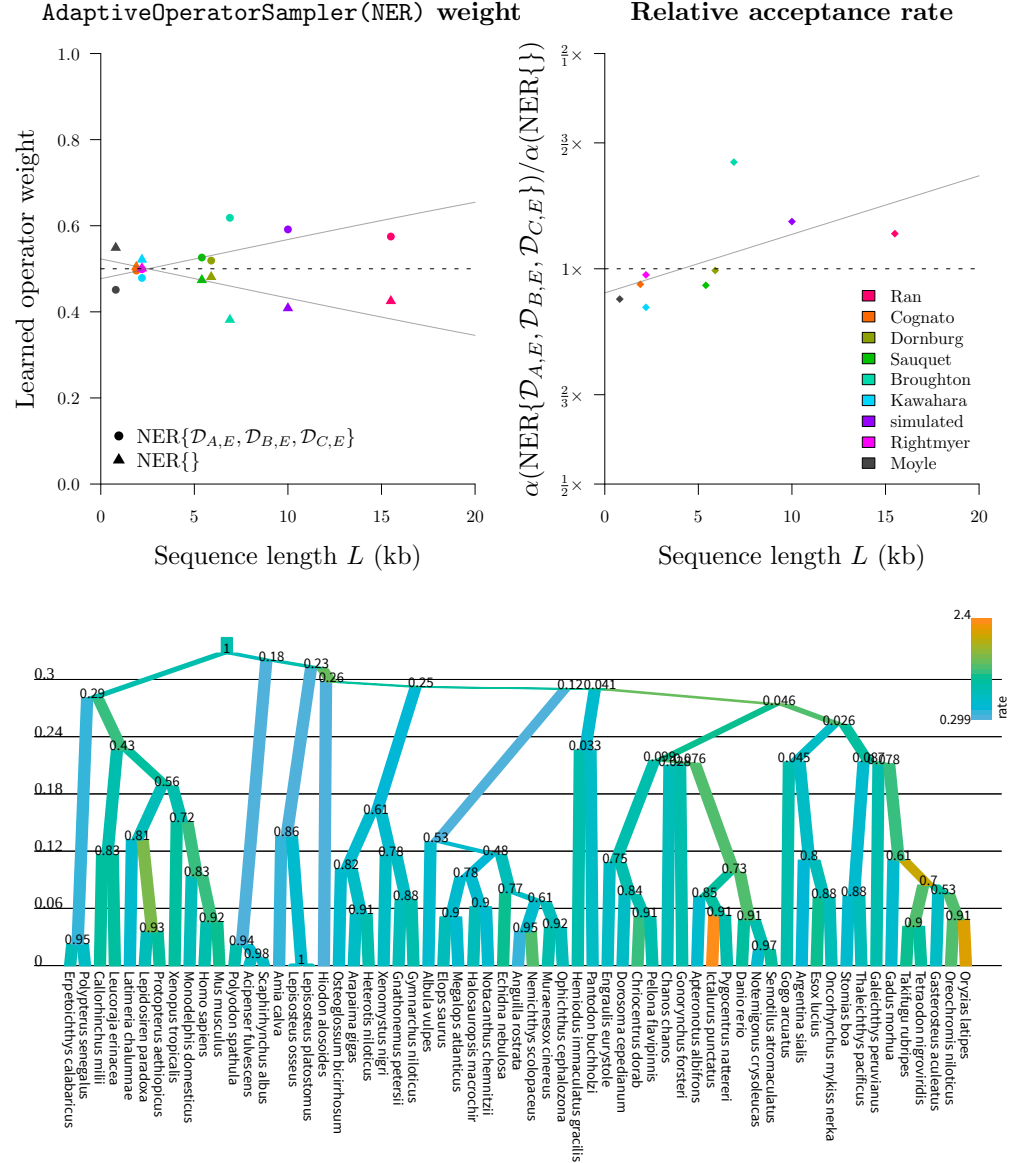 AdaptiveOperatorSampler(NER) weight
Learned operator weight
1.0
0.8
0.6
0.4
0.2
0.0
NER{𝒟A,E, 𝒟B,E, 𝒟C,E}
NER{}
0 5 10 15 20
Sequence length L (kb)
Relative acceptance rate
α(NER{𝒟A,E, 𝒟B,E, 𝒟C,E})/α(NER{})
2/1×
3/2×
1×
2/3×
1/2×
Ran
Cognato
Dornburg
Sauquet
Broughton
Kawahara
simulated
Rightmyer
Moyle
0 5 10 15 20
Sequence length L (kb)
2.4
0.299
rate
0.3
0.24
0.18
0.12
0.06
0
1
0.18
0.23
0.26
0.25
0.12
0.041
0.29
0.046
0.026
0.43
0.033
0.099
0.076
0.045
0.087
0.078
0.56
0.61
0.72
0.81
0.86
0.53
0.83
0.82
0.78
0.48
0.75
0.8
0.61
0.83
0.78
0.73
0.7
0.91
0.88
0.77
0.84
0.85
0.88
0.88
0.53
0.92
0.93
0.9
0.9
0.61
0.91
0.91
0.91
0.9
0.91
0.95
0.94
0.95
0.92
0.98
1
0.97
Erpetoichthys calabaricus
Polypterus senegalus
Callorhinchus milii
Leucoraja erinacea
Latimeria chalumnae
Lepidosiren paradoxa
Protopterus aethiopicus
Xenopus tropicalis
Monodelphis domesticus
Homo sapiens
Mus musculus
Polyodon spathula
Acipenser fulvescens
Scaphirhynchus albus
Amia calva
Lepisosteus osseus
Lepisosteus platostomus
Hiodon alosoides
Osteoglossum bicirrhosum
Arapaima gigas
Heterotis niloticus
Xenomystus nigri
Gnathonemus petersii
Gymnarchus niloticus
Albula vulpes
Elops saurus
Megalops atlanticus
Halosauropsis macrochir
Notacanthus chemnitzii
Echidna nebulosa
Anguilla rostrata
Nemichthys scolopaceus
Muraenesox cinereus
Ophichthus cephalozona
Hemiodus immaculatus gracilis
Pantodon buchholzi
Engraulis eurystole
Dorosoma cepedianum
Chirocentrus dorab
Pellona flavipinnis
Chanos chanos
Gonorynchus forsteri
Apteronotus albifrons
Ictalurus punctatus
Pygocentrus nattereri
Danio rerio
Notemigonus crysoleucas
Semotilus atromaculatus
Gogo arcuatus
Argentina sialis
Esox lucius
Oncorhynchus mykiss nerka
Stomias boa
Thaleichthys pacificus
Galeichthys peruvianus
Gadus morhua
Takifugu rubripes
Tetraodon nigroviridis
Gasterosteus aculeatus
Oreochromis niloticus
Oryzias latipes